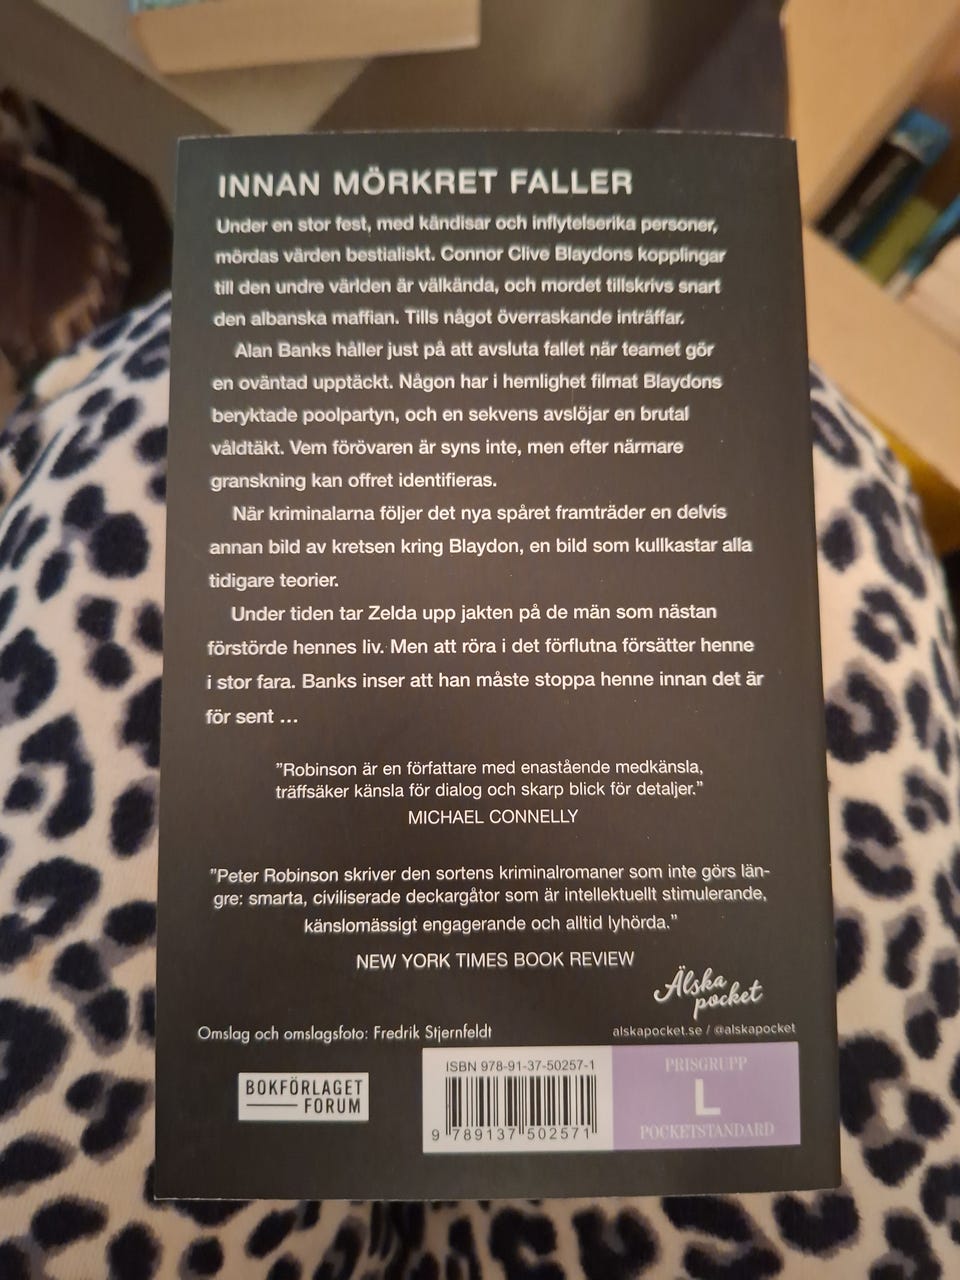 INNAN MÖRKRET FALLER
Under en stor fest, med kändisar och inflytelserika personer,
mördas värden bestialiskt. Connor Clive Blaydons kopplingar
till den undre världen är välkända, och mordet tillskrivs snart
den albanska maffian. Tills något överraskande inträffar.
Alan Banks håller just på att avsluta fallet när teamet gör
en oväntad upptäckt. Någon har i hemlighet filmat Blaydons
beryktade poolpartyn, och en sekvens avslöjar en brutal
våldtäkt. Vem förövaren är syns inte, men efter närmare
granskning kan offret identifieras.
När kriminalarna följer det nya spåret framträder en delvis
annan bild av kretsen kring Blaydon, en bild som kullkastar alla
tidigare teorier.
Under tiden tar Zelda upp jakten på de män som nästan
förstörde hennes liv. Men att röra i det förflutna försätter henne
i stor fara. Banks inser att han måste stoppa henne innan det är
för sent ...
”Robinson är en författare med enastående medkänsla,
träffsäker känsla för dialog och skarp blick för detaljer.”
MICHAEL CONNELLY
”Peter Robinson skriver den sortens kriminalromaner som inte görs län-
gre: smarta, civiliserade deckargåtor som är intellektuellt stimulerande,
känslomässigt engagerande och alltid lyhörda.”
NEW YORK TIMES BOOK REVIEW
Älska
pocket
Omslag och omslagsfoto: Fredrik Stjernfeldt
alskapocket.se / @alskapocket
BOKFÖRLAGET
FORUM
ISBN 978-91-37-50257-1
9 789137 502571
PRISGRUPP
L
POCKETSTANDARD